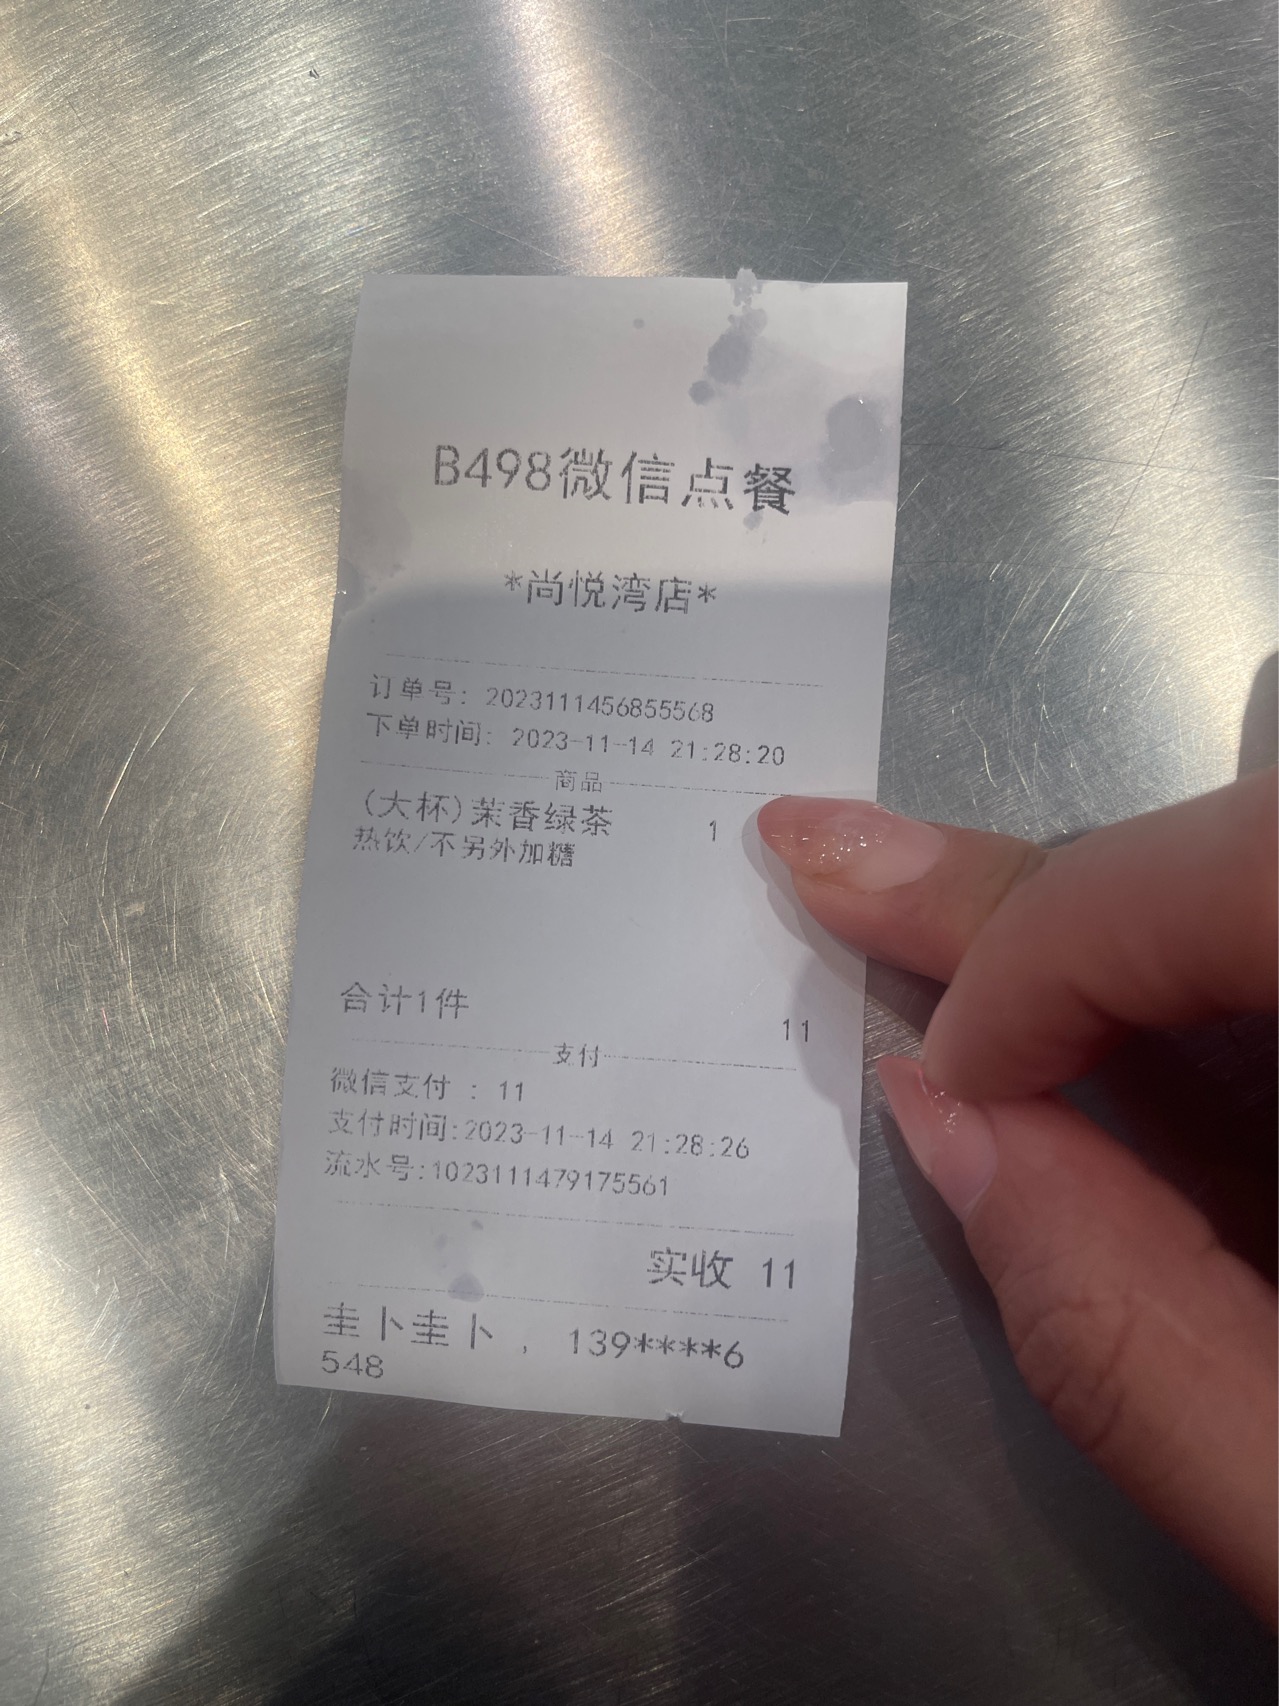 B498微信点餐
*尚悦湾店*
订单号: 2023111456855568
下单时间: 2023-11-14 21:28:20
商品
(大杯)茉香绿茶 1
热饮/不另外加糖
合计1件 11
支付
微信支付 : 11
支付时间:2023-11-14 21:28:26
流水号:1023111479175561
实收 11
圭卜圭卜 , 139****6
548